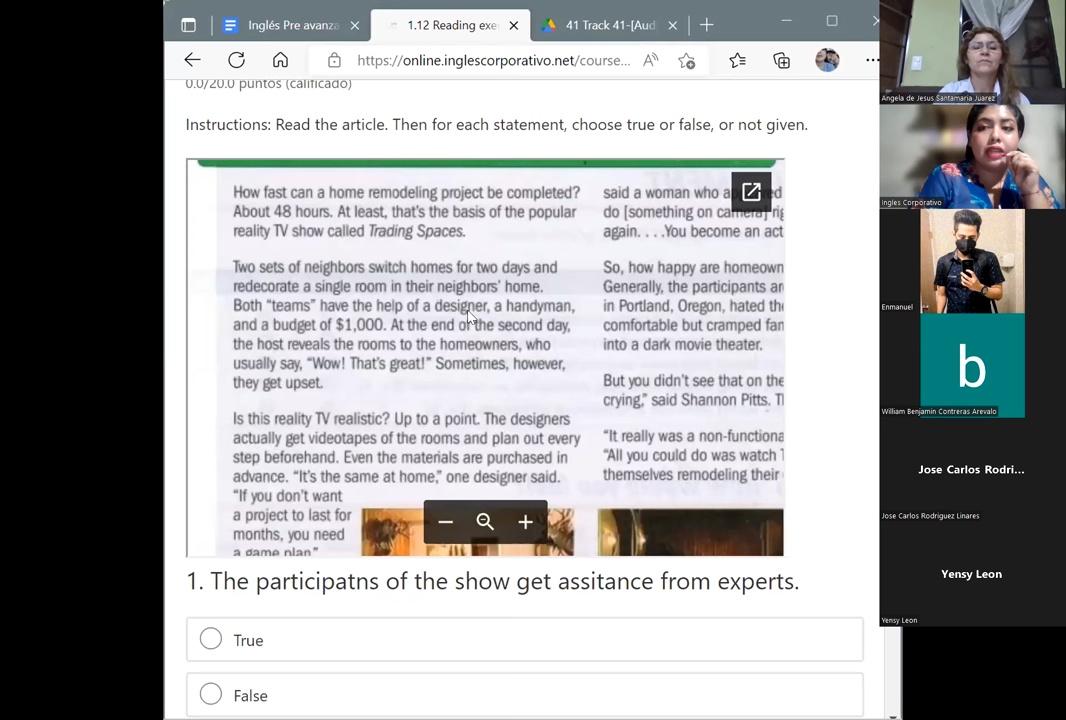 Inglés Pre avanza
1.12 Reading exe
41 Track 41-[Aud
https://online.inglescorporativo.net/course...
0.0/20.0 puntos (calificado)
Instructions: Read the article. Then for each statement, choose true or false, or not given.
How fast can a home remodeling project be completed?
About 48 hours. At least, that's the basis of the popular
reality TV show called Trading Spaces.
Two sets of neighbors switch homes for two days and
redecorate a single room in their neighbors' home.
Both "teams" have the help of a designer, a handyman,
and a budget of $1,000. At the end of the second day,
the host reveals the rooms to the homeowners, who
usually say, "Wow! That's great!" Sometimes, however,
they get upset.
Is this reality TV realistic? Up to a point. The designers
actually get videotapes of the rooms and plan out every
step beforehand. Even the materials are purchased in
advance. "It's the same at home," one designer said.
"If you don't want
a project to last for
months, you need
a game plan"
said a woman who
do [something on camera]
again. . . .You become an act
So, how happy are homeown
Generally, the participants ar
in Portland, Oregon, hated the
comfortable but cramped fam
into a dark movie theater.
But you didn't see that on the
crying," said Shannon Pitts. T
"It really was a non-functiona
"All you could do was watch
themselves remodeling their
1. The participatns of the show get assitance from experts.
True
False
Angela de Jesus Santamaria Juarez
Ingles Corporativo
Enmanuel
b
William Benjamin Contreras Arevalo
Jose Carlos Rodri...
Jose Carlos Rodriguez Linares
Yensy Leon
Yensy Leon